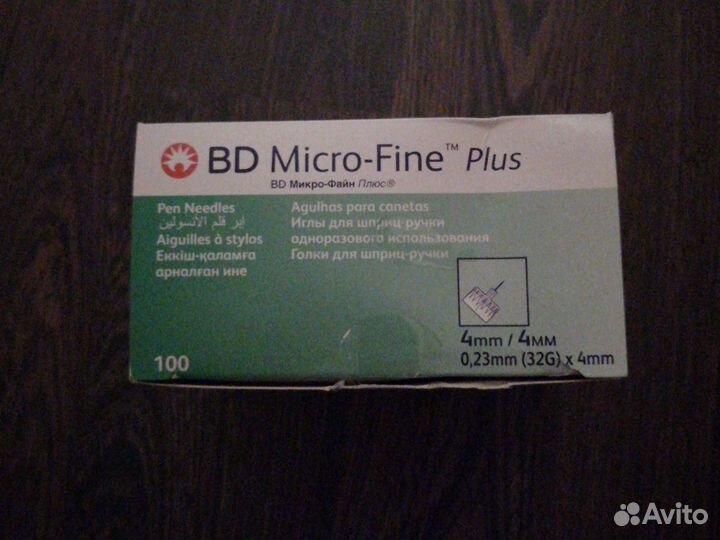 BD Micro-Fine™ Plus
BD Микро-Файн Плюс®
Pen Needles
إبر قلم الأنسولين
Aiguilles à stylos
Еккіш-қаламға
арналған ине
Agulhas para canetas
Иглы для шприц-ручки
одноразового использования
Голки для шприц-ручки
4mm / 4мм
0,23mm (32G) x 4mm
100
Avito